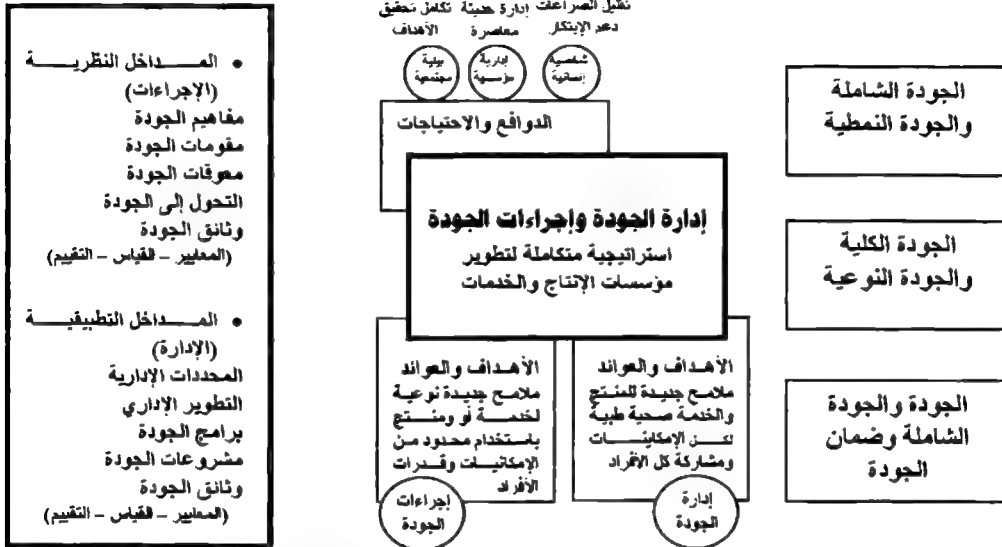 تقليل الصراعات إدارة حديثة تكامل تحقيق
دعم الإبتكار معاصرة الأهداف
شخصية إدارية بيئية
إنسانية مؤسسية مجتمعية
الجودة الشاملة
والجودة النمطية
الجودة الكلية
والجودة النوعية
الجودة والجودة
الشاملة وضمان
الجودة
الدوافع والاحتياجات
إدارة الجودة وإجراءات الجودة
استراتيجية متكاملة لتطوير
مؤسسات الإنتاج والخدمات
الأهداف والعوائد
ملامح جديدة للمنتج
والخدمة صحية طبية
لكل الإمكانيات
ومشاركة كل الأفراد
إدارة
الجودة
الأهداف والعوائد
ملامح جديدة نوعية
لخدمة أو ومنتج
باستخدام محدود من
الإمكانيات وقدرات
الأفراد
إجراءات
الجودة
• المداخل النظرية
(الإجراءات)
مفاهيم الجودة
مقومات الجودة
معوقات الجودة
التحول إلى الجودة
وثائق الجودة
(المعايير – القياس – التقييم)
• المداخل التطبيقية
(الإدارة)
المحددات الإدارية
التطوير الإداري
برامج الجودة
مشروعات الجودة
وثائق الجودة
(المعايير – القياس – التقييم)